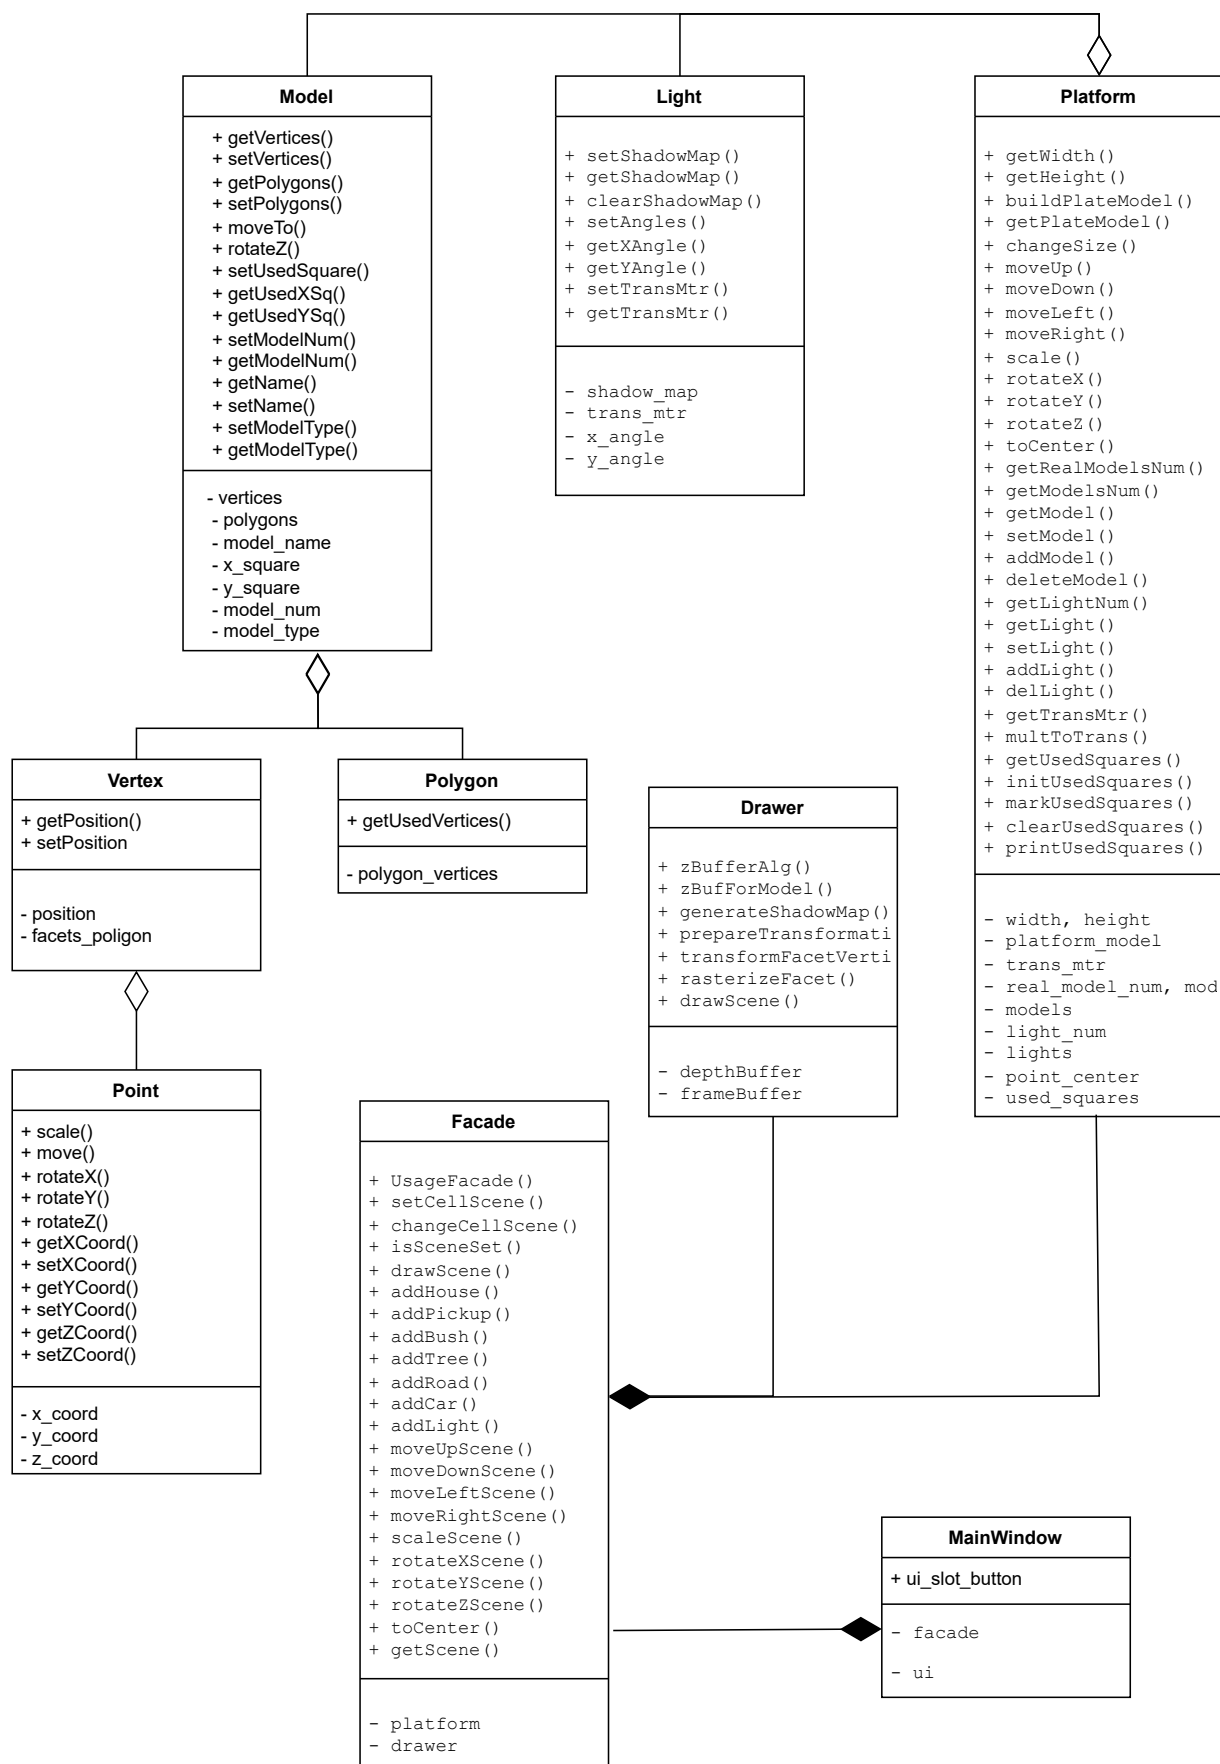 Model
+ getVertices()
+ setVertices()
+ getPolygons()
+ setPolygons()
+ moveTo()
+ rotateZ()
+ setUsedSquare()
+ getUsedXSq()
+ getUsedYSq()
+ setModelNum()
+ getModelNum()
+ getName()
+ setName()
+ setModelType()
+ getModelType()
- vertices
- polygons
- model_name
- x_square
- y_square
- model_num
- model_type
Light
+ setShadowMap()
+ getShadowMap()
+ clearShadowMap()
+ setAngles()
+ getXAngle()
+ getYAngle()
+ setTransMtr()
+ getTransMtr()
- shadow_map
- trans_mtr
- x_angle
- y_angle
Platform
+ getWidth()
+ getHeight()
+ buildPlateModel()
+ getPlateModel()
+ changeSize()
+ moveUp()
+ moveDown()
+ moveLeft()
+ moveRight()
+ scale()
+ rotateX()
+ rotateY()
+ rotateZ()
+ toCenter()
+ getRealModelsNum()
+ getModelsNum()
+ getModel()
+ setModel()
+ addModel()
+ deleteModel()
+ getLightNum()
+ getLight()
+ setLight()
+ addLight()
+ delLight()
+ getTransMtr()
+ multToTrans()
+ getUsedSquares()
+ initUsedSquares()
+ markUsedSquares()
+ clearUsedSquares()
+ printUsedSquares()
- width, height
- platform_model
- trans_mtr
- real_model_num, mod
- models
- light_num
- lights
- point_center
- used_squares
Vertex
+ getPosition()
+ setPosition
- position
- facets_poligon
Polygon
+ getUsedVertices()
- polygon_vertices
Drawer
+ zBufferAlg()
+ zBufForModel()
+ generateShadowMap()
+ prepareTransformati
+ transformFacetVerti
+ rasterizeFacet()
+ drawScene()
- depthBuffer
- frameBuffer
Point
+ scale()
+ move()
+ rotateX()
+ rotateY()
+ rotateZ()
+ getXCoord()
+ setXCoord()
+ getYCoord()
+ setYCoord()
+ getZCoord()
+ setZCoord()
- x_coord
- y_coord
- z_coord
Facade
+ UsageFacade()
+ setCellScene()
+ changeCellScene()
+ isSceneSet()
+ drawScene()
+ addHouse()
+ addPickup()
+ addBush()
+ addTree()
+ addRoad()
+ addCar()
+ addLight()
+ moveUpScene()
+ moveDownScene()
+ moveLeftScene()
+ moveRightScene()
+ scaleScene()
+ rotateXScene()
+ rotateYScene()
+ rotateZScene()
+ toCenter()
+ getScene()
- platform
- drawer
MainWindow
+ ui_slot_button
- facade
- ui